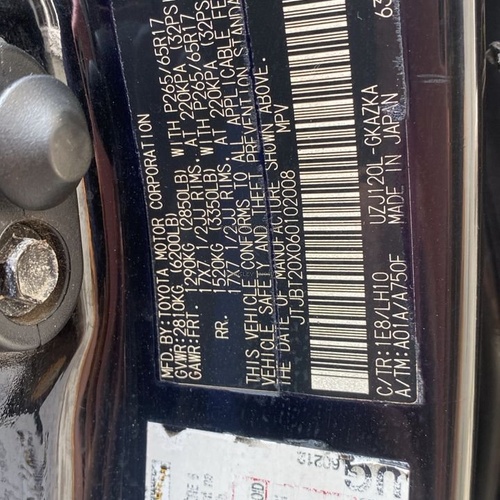 MFD.BY:TOYOTA MOTOR CORPORATION
GVWR:2810KG(6200LB)
GAWR:FRT 1290KG(2850LB) WITH P265/65R17
17X7 1/2JJ RIMS.AT 220KPA (32PSI
RR. 1520KG (3350LB) WITH P265/65R17
17X7 1/2JJ RIMS.AT 220KPA (32PS
THIS VEHICLE CONFORMS TO ALL APPLICABLE FE
VEHICLE SAFETY AND THEFT PREVENTION STANDA
THE DATE OF MANUFACTURE SHOWN ABOVE.
JTJBT20X060102008 MPV
C/TR:1E8/LH10 UZJ120L-GKAZKA 63
A/TM:A01A/A750F MADE IN JAPAN